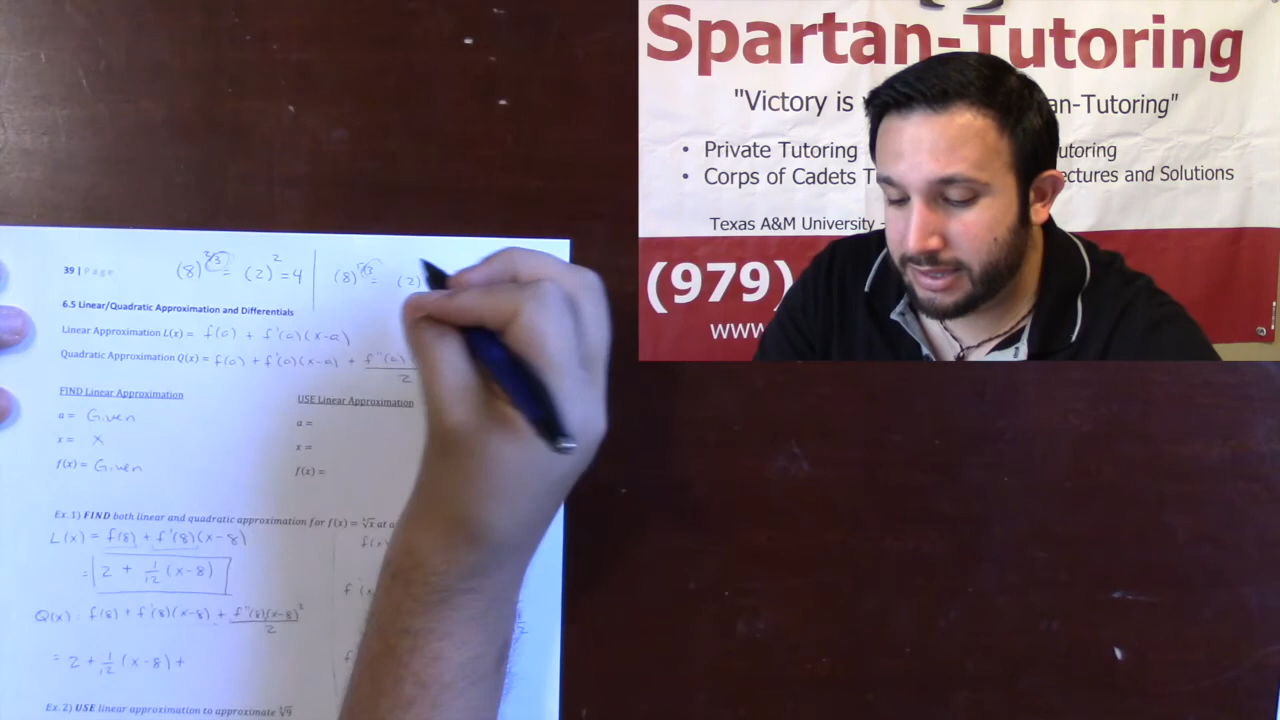 Spartan-Tutoring
"Victory is an-Tutoring"
• Private Tutoring utoring
• Corps of Cadets T ectures and Solutions
Texas A&M University -
(979)
www
39 | Page
(8)^2/3 = (2)^2 = 4
(8)^5/3 = (2)
6.5 Linear/Quadratic Approximation and Differentials
Linear Approximation L(x) = f(a) + f'(a)(x-a)
Quadratic Approximation Q(x) = f(a) + f'(a)(x-a) + f''(a) / 2
FIND Linear Approximation
a = Given
x = x
f(x) = Given
USE Linear Approximation
a =
x =
f(x) =
Ex. 1) FIND both linear and quadratic approximation for f(x) = ∛x at a
L(x) = f(8) + f'(8)(x-8)
= 2 + 1/12 (x-8)
Q(x): f(8) + f'(8)(x-8) + f''(8)(x-8)^2 / 2
= 2 + 1/12 (x-8) +
f(x
f'(x
Ex. 2) USE linear approximation to approximate ∛9